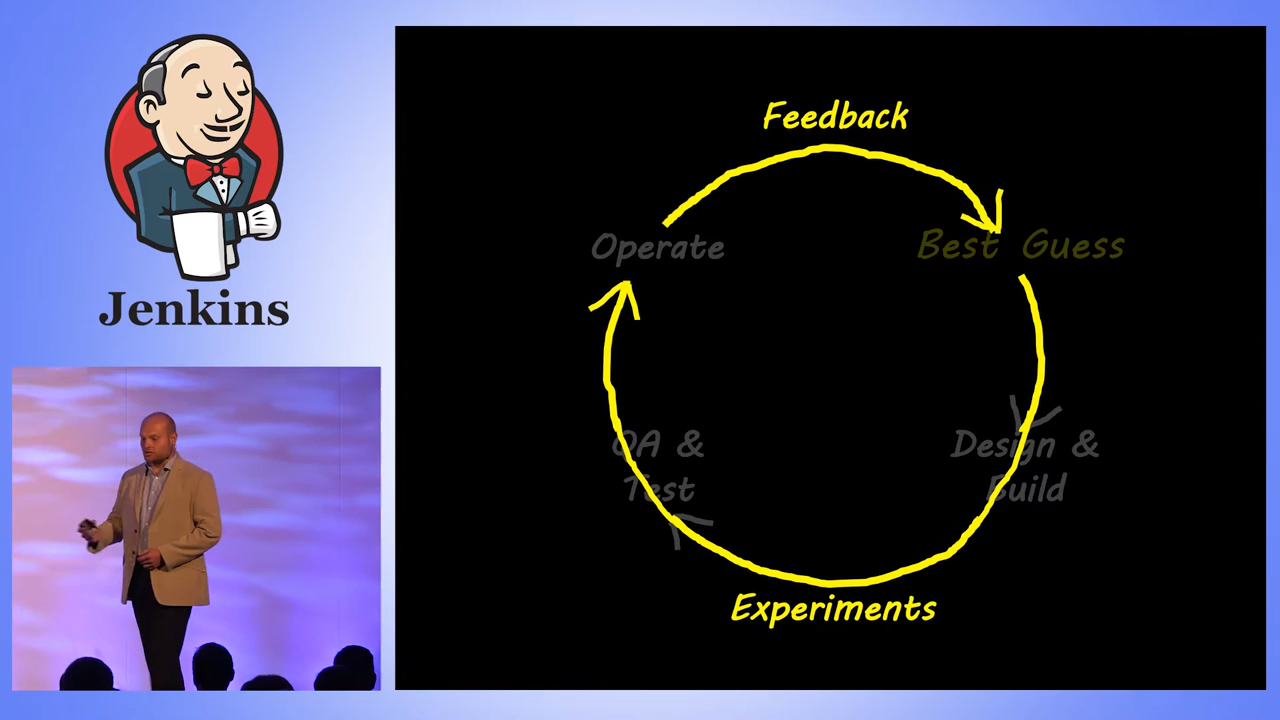 Jenkins
Feedback
Operate
Best Guess
QA &
Test
Design &
Build
Experiments